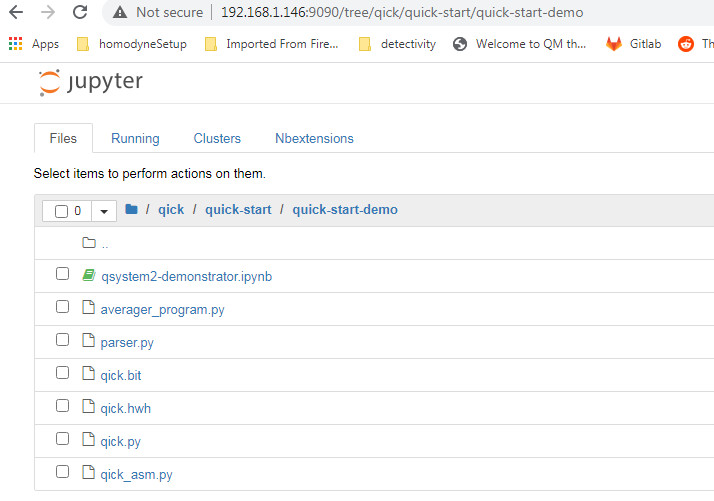 Not secure | 192.168.1.146:9090/tree/qick/quick-start/quick-start-demo
Apps homodyneSetup Imported From Fire... detectivity Welcome to QM th... Gitlab Th
jupyter
Files Running Clusters Nbextensions
Select items to perform actions on them.
0 / qick / quick-start / quick-start-demo
..
qsystem2-demonstrator.ipynb
averager_program.py
parser.py
qick.bit
qick.hwh
qick.py
qick_asm.py